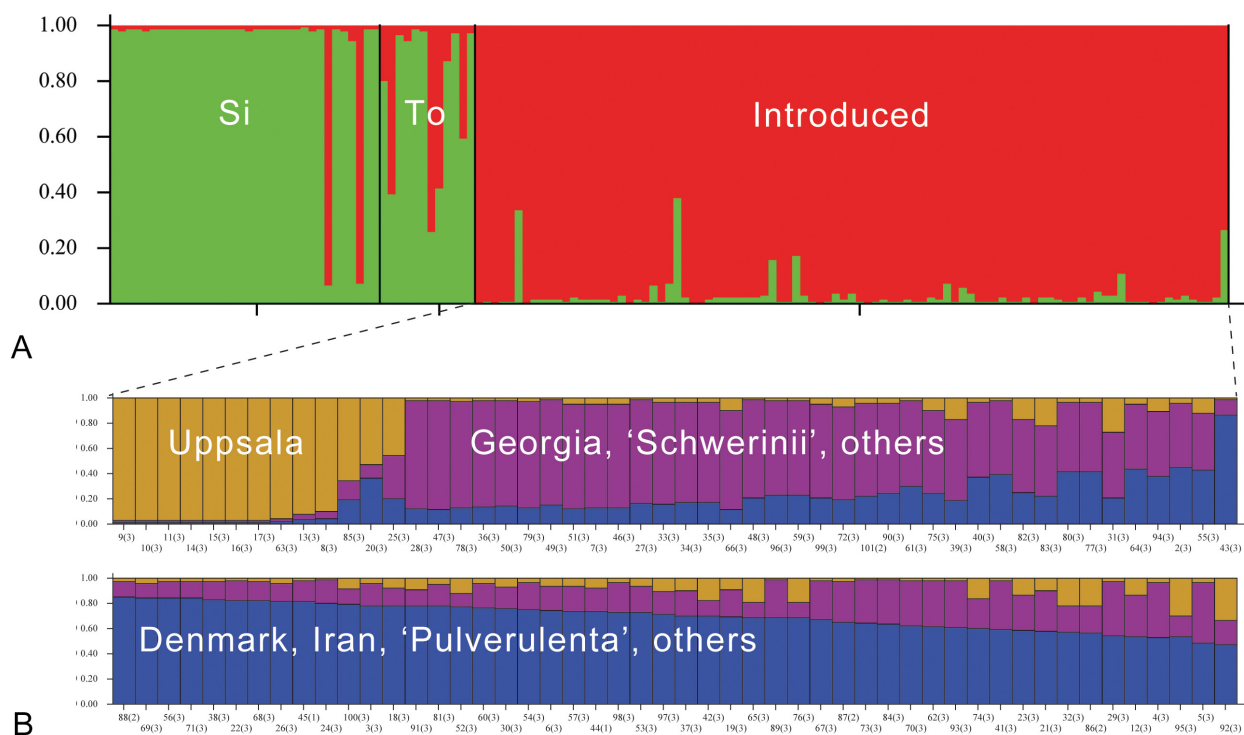 1.00
0.80
0.60
0.40
0.20
0.00
Si To Introduced
A
1.00
0.80
0.60
0.40
0.20
0.00
Uppsala Georgia, ‘Schwerinii’, others
9(3) 11(3) 15(3) 17(3) 13(3) 85(3) 25(3) 47(3) 36(3) 79(3) 51(3) 46(3) 33(3) 35(3) 48(3) 59(3) 72(3) 90(3) 75(3) 40(3) 82(3) 80(3) 31(3) 94(3) 55(3)
10(3) 14(3) 16(3) 63(3) 8(3) 20(3) 28(3) 78(3) 50(3) 49(3) 7(3) 27(3) 34(3) 66(3) 96(3) 99(3) 101(2) 61(3) 39(3) 58(3) 83(3) 77(3) 64(3) 2(3) 43(3)
1.00
0.80
0.60
0.40
0.20
0.00
Denmark, Iran, ‘Pulverulenta’, others
88(2) 56(3) 38(3) 68(3) 45(1) 100(3) 18(3) 81(3) 60(3) 54(3) 57(3) 98(3) 97(3) 42(3) 65(3) 76(3) 87(2) 84(3) 62(3) 74(3) 23(3) 32(3) 29(3) 4(3) 5(3)
69(3) 71(3) 22(3) 26(3) 24(3) 3(3) 91(3) 52(3) 30(3) 6(3) 44(1) 53(3) 37(3) 19(3) 89(3) 67(3) 73(3) 70(3) 93(3) 41(3) 21(3) 86(2) 12(3) 95(3) 92(3)
B